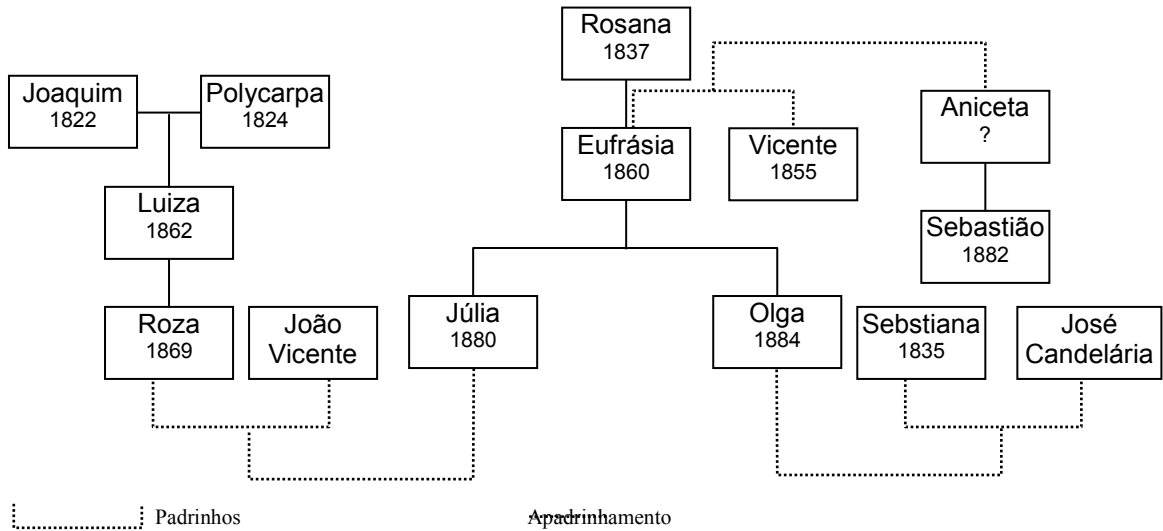 Rosana
1837
Joaquim
1822
Polycarpa
1824
Aniceta
?
Eufrásia
1860
Vicente
1855
Luiza
1862
Sebastião
1882
Roza
1869
João
Vicente
Júlia
1880
Olga
1884
Sebstiana
1835
José
Candelária
Padrinhos
Apadrinhamento